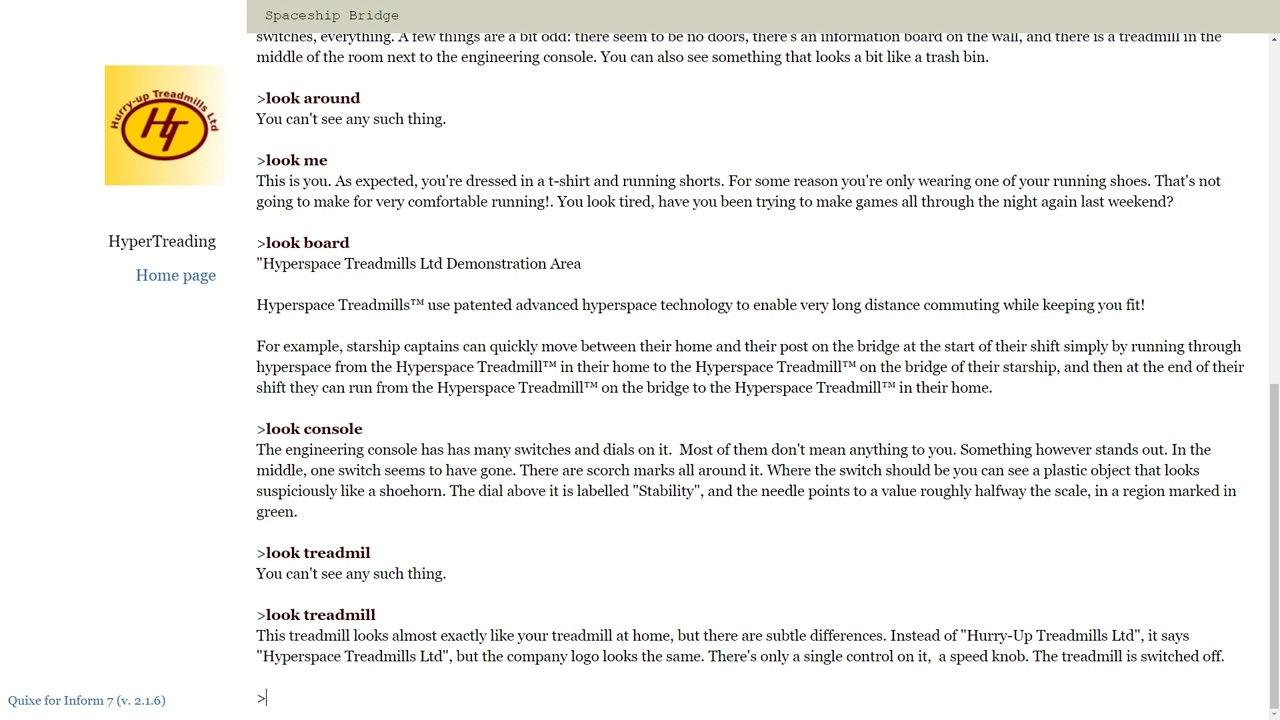 Spaceship Bridge
switches, everything. A few things are a bit odd: there seem to be no doors, there's an information board on the wall, and there is a treadmill in the
middle of the room next to the engineering console. You can also see something that looks a bit like a trash bin.
>look around
You can't see any such thing.
>look me
This is you. As expected, you're dressed in a t-shirt and running shorts. For some reason you're only wearing one of your running shoes. That's not
going to make for very comfortable running!. You look tired, have you been trying to make games all through the night again last weekend?
>look board
"Hyperspace Treadmills Ltd Demonstration Area
Hyperspace Treadmills™ use patented advanced hyperspace technology to enable very long distance commuting while keeping you fit!
For example, starship captains can quickly move between their home and their post on the bridge at the start of their shift simply by running through
hyperspace from the Hyperspace Treadmill™ in their home to the Hyperspace Treadmill™ on the bridge of their starship, and then at the end of their
shift they can run from the Hyperspace Treadmill™ on the bridge to the Hyperspace Treadmill™ in their home.
>look console
The engineering console has has many switches and dials on it.  Most of them don't mean anything to you. Something however stands out. In the
middle, one switch seems to have gone. There are scorch marks all around it. Where the switch should be you can see a plastic object that looks
suspiciously like a shoehorn. The dial above it is labelled "Stability", and the needle points to a value roughly halfway the scale, in a region marked in
green.
>look treadmil
You can't see any such thing.
>look treadmill
This treadmill looks almost exactly like your treadmill at home, but there are subtle differences. Instead of "Hurry-Up Treadmills Ltd", it says
"Hyperspace Treadmills Ltd", but the company logo looks the same. There's only a single control on it,  a speed knob. The treadmill is switched off.
>
Hurry-up Treadmills Ltd
HT
HyperTreading
Home page
Quixe for Inform 7 (v. 2.1.6)